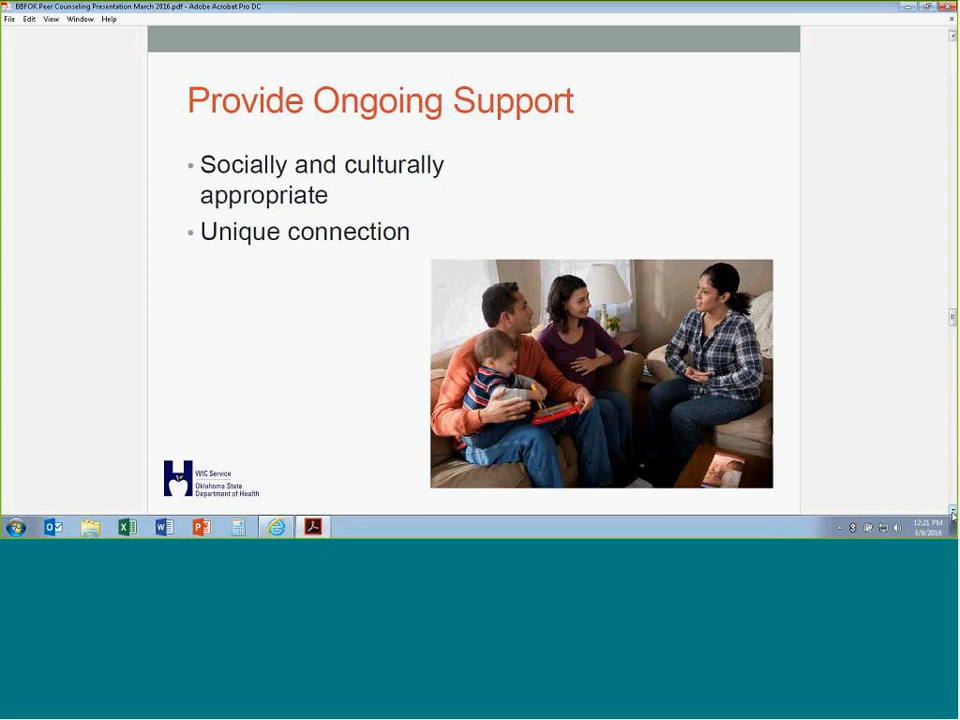 BBFOK Peer Counseling Presentation March 2016.pdf - Adobe Acrobat Pro DC
File Edit View Window Help
Provide Ongoing Support
• Socially and culturally
appropriate
• Unique connection
WIC Service
Oklahoma State
Department of Health
12:21 PM
3/9/2016